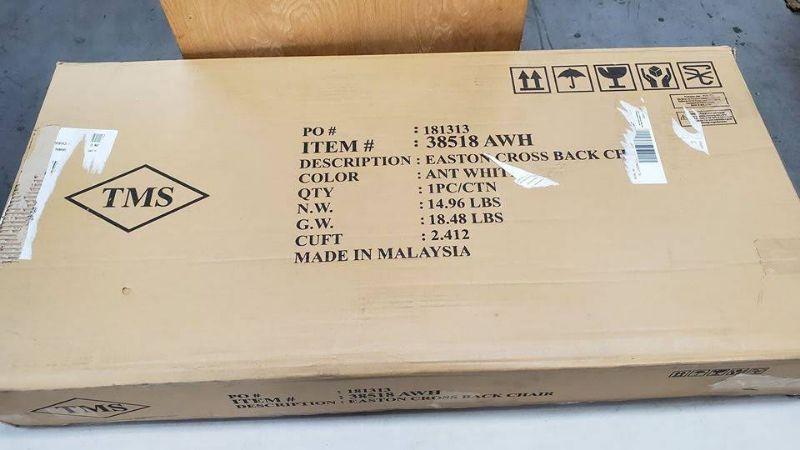 TMS
PO # : 181313
ITEM # : 38518 AWH
DESCRIPTION : EASTON CROSS BACK CH
COLOR : ANT WHIT
QTY : 1PC/CTN
N.W. : 14.96 LBS
G.W. : 18.48 LBS
CUFT : 2.412
MADE IN MALAYSIA
TMS
PO # : 181313
ITEM # : 38518 AWH
DESCRIPTION : EASTON CROSS BACK CHAIR